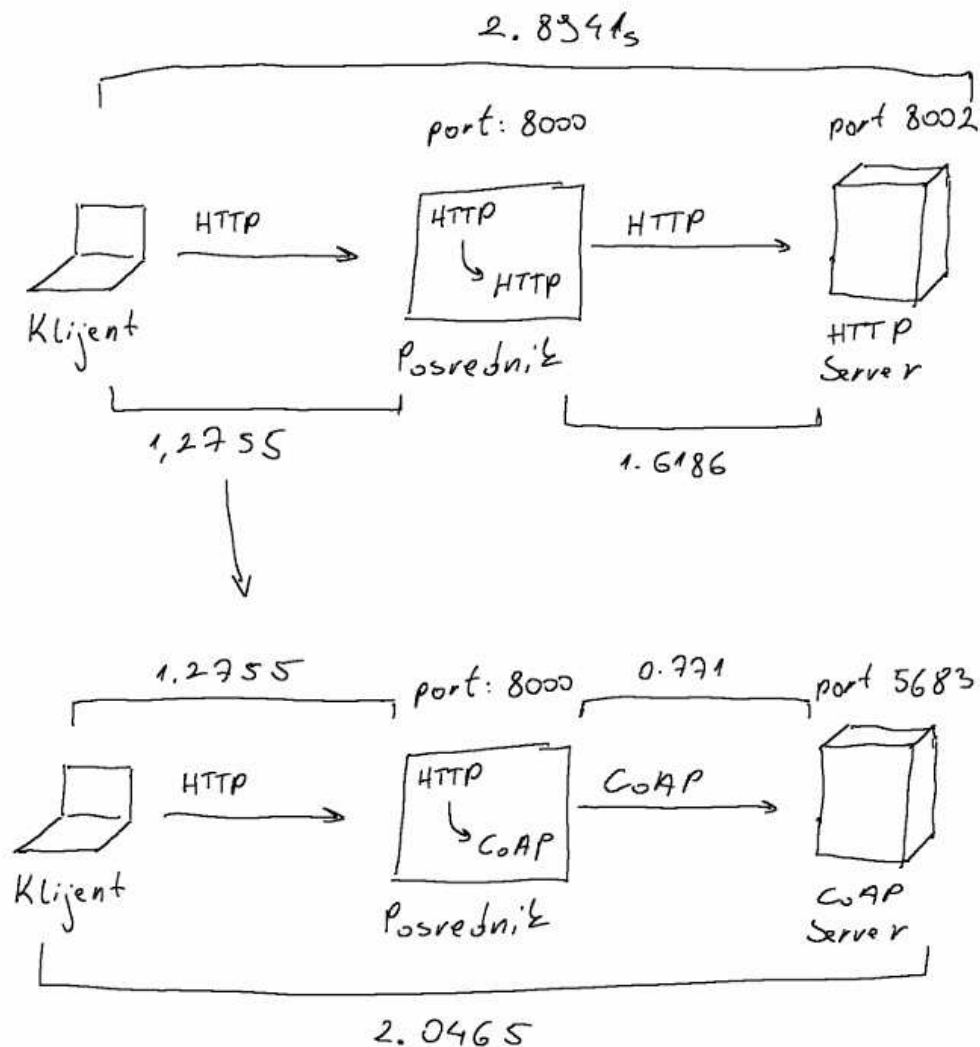 2.8941s
port: 8000
port 8002
HTTP
HTTP
HTTP
HTTP
Klijent
Posrednik
HTTP
Server
1,2755
1.6186
1.2755
port: 8000
0.771
port 5683
HTTP
HTTP
CoAP
CoAP
Klijent
Posrednik
CoAP
Server
2.0465